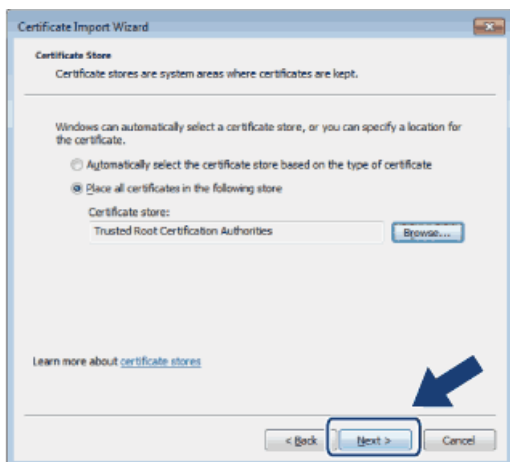 Certificate Import Wizard
Certificate Store
Certificate stores are system areas where certificates are kept.
Windows can automatically select a certificate store, or you can specify a location for
the certificate.
Automatically select the certificate store based on the type of certificate
Place all certificates in the following store
Certificate store:
Trusted Root Certification Authorities
Browse...
Learn more about certificate stores
< Back Next > Cancel